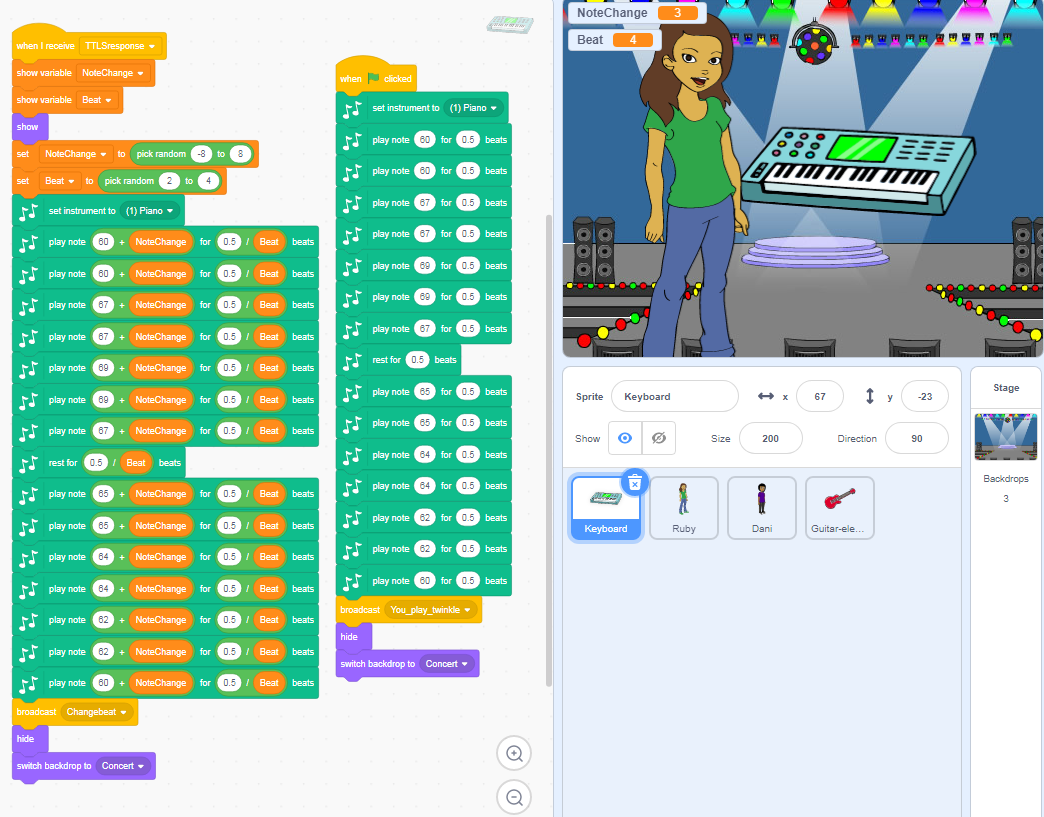 when I receive TTLSresponse
show variable NoteChange
show variable Beat
show
set NoteChange to pick random -8 to 8
set Beat to pick random 2 to 4
set instrument to (1) Piano
play note 60 + NoteChange for 0.5 / Beat beats
play note 60 + NoteChange for 0.5 / Beat beats
play note 67 + NoteChange for 0.5 / Beat beats
play note 67 + NoteChange for 0.5 / Beat beats
play note 69 + NoteChange for 0.5 / Beat beats
play note 69 + NoteChange for 0.5 / Beat beats
play note 67 + NoteChange for 0.5 / Beat beats
rest for 0.5 / Beat beats
play note 65 + NoteChange for 0.5 / Beat beats
play note 65 + NoteChange for 0.5 / Beat beats
play note 64 + NoteChange for 0.5 / Beat beats
play note 64 + NoteChange for 0.5 / Beat beats
play note 62 + NoteChange for 0.5 / Beat beats
play note 62 + NoteChange for 0.5 / Beat beats
play note 60 + NoteChange for 0.5 / Beat beats
broadcast Changebeat
hide
switch backdrop to Concert
when clicked
set instrument to (1) Piano
play note 60 for 0.5 beats
play note 60 for 0.5 beats
play note 67 for 0.5 beats
play note 67 for 0.5 beats
play note 69 for 0.5 beats
play note 69 for 0.5 beats
play note 67 for 0.5 beats
rest for 0.5 beats
play note 65 for 0.5 beats
play note 65 for 0.5 beats
play note 64 for 0.5 beats
play note 64 for 0.5 beats
play note 62 for 0.5 beats
play note 62 for 0.5 beats
play note 60 for 0.5 beats
broadcast You_play_twinkle
hide
switch backdrop to Concert
NoteChange 3
Beat 4
Sprite Keyboard x 67 y -23
Show Size 200 Direction 90
Keyboard Ruby Dani Guitar-ele...
Stage
Backdrops
3